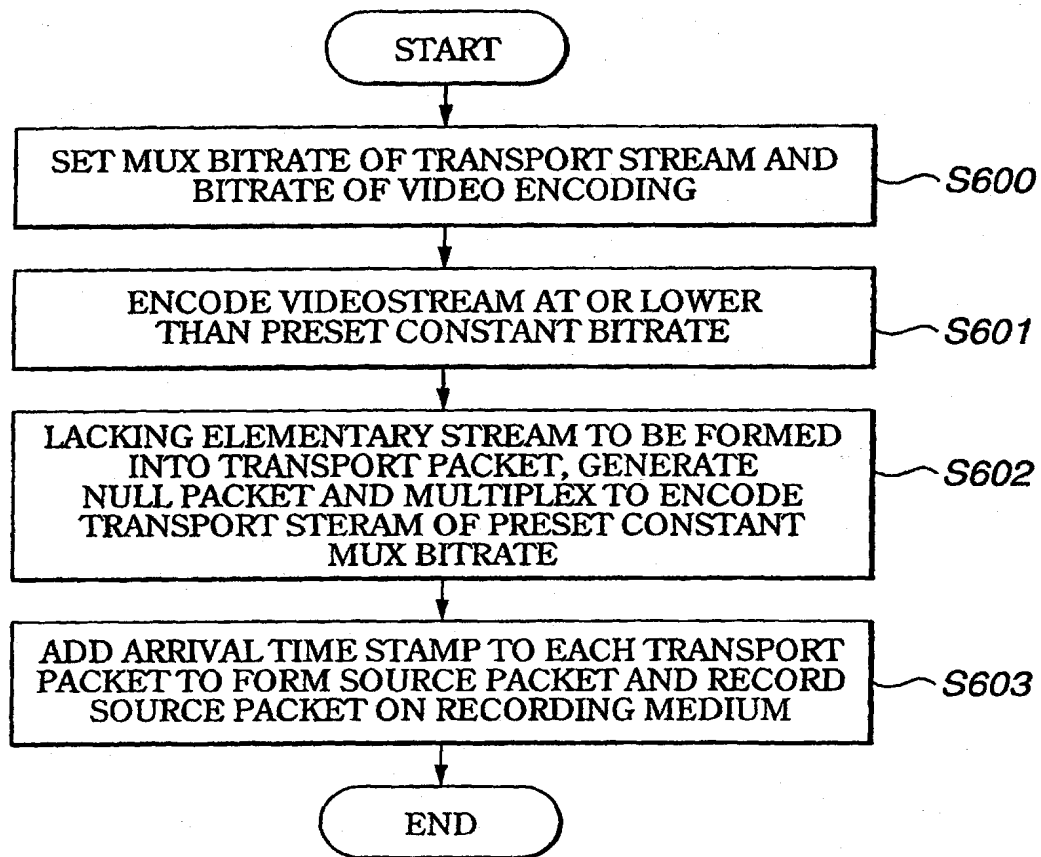 START
SET MUX BITRATE OF TRANSPORT STREAM AND
BITRATE OF VIDEO ENCODING
S600
ENCODE VIDEOSTREAM AT OR LOWER
THAN PRESET CONSTANT BITRATE
S601
LACKING ELEMENTARY STREAM TO BE FORMED
INTO TRANSPORT PACKET, GENERATE
NULL PACKET AND MULTIPLEX TO ENCODE
TRANSPORT STERAM OF PRESET CONSTANT
MUX BITRATE
S602
ADD ARRIVAL TIME STAMP TO EACH TRANSPORT
PACKET TO FORM SOURCE PACKET AND RECORD
SOURCE PACKET ON RECORDING MEDIUM
S603
END